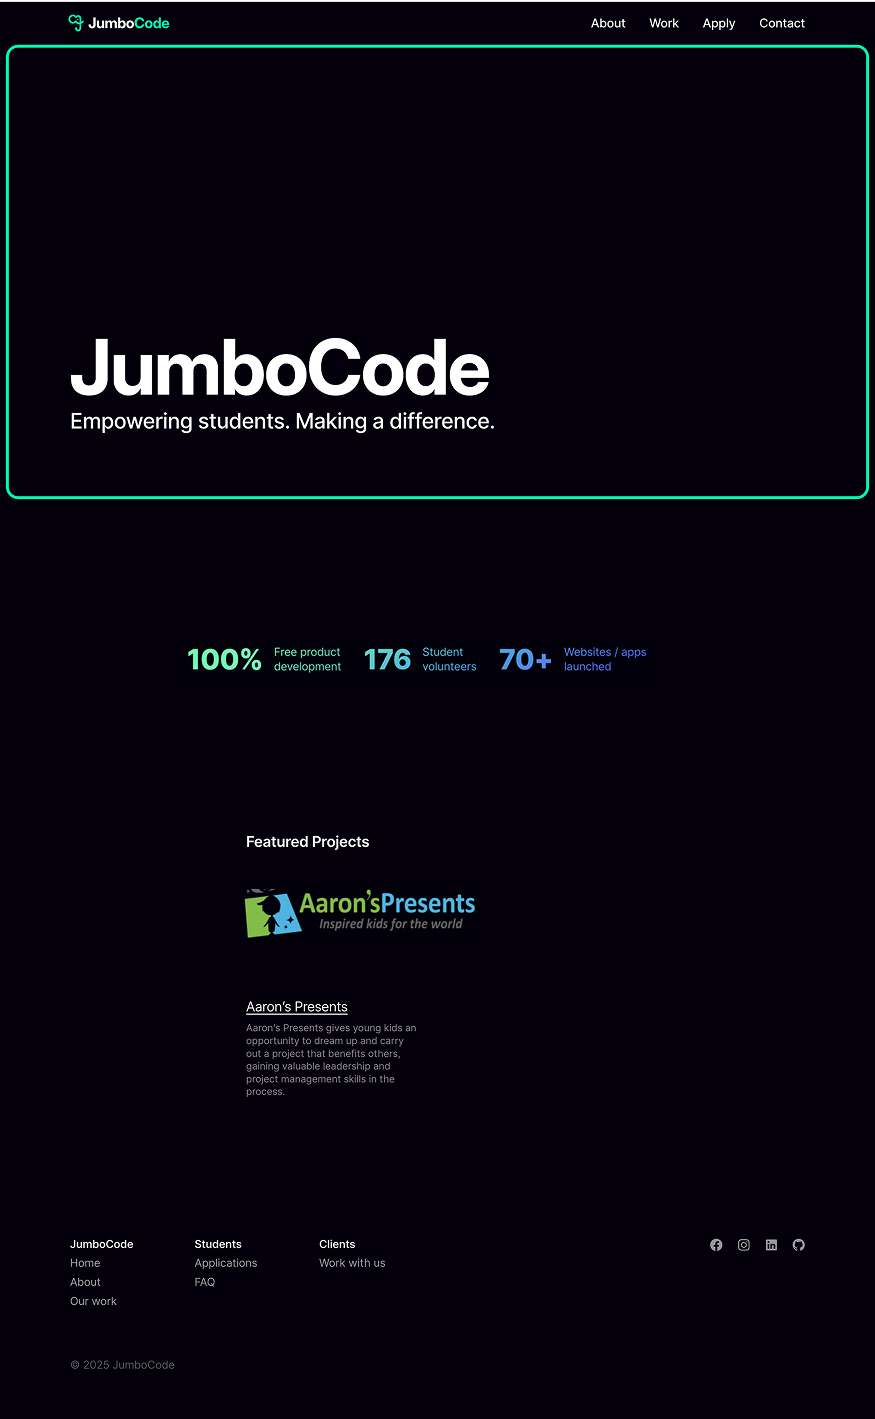 JumboCode
About Work Apply Contact
JumboCode
Empowering students. Making a difference.
100%
Free product
development
176
Student
volunteers
70+
Websites / apps
launched
Featured Projects
Aaron'sPresents
Inspired kids for the world
Aaron's Presents
Aaron's Presents gives young kids an
opportunity to dream up and carry
out a project that benefits others,
gaining valuable leadership and
project management skills in the
process.
JumboCode
Home
About
Our work
Students
Applications
FAQ
Clients
Work with us
© 2025 JumboCode